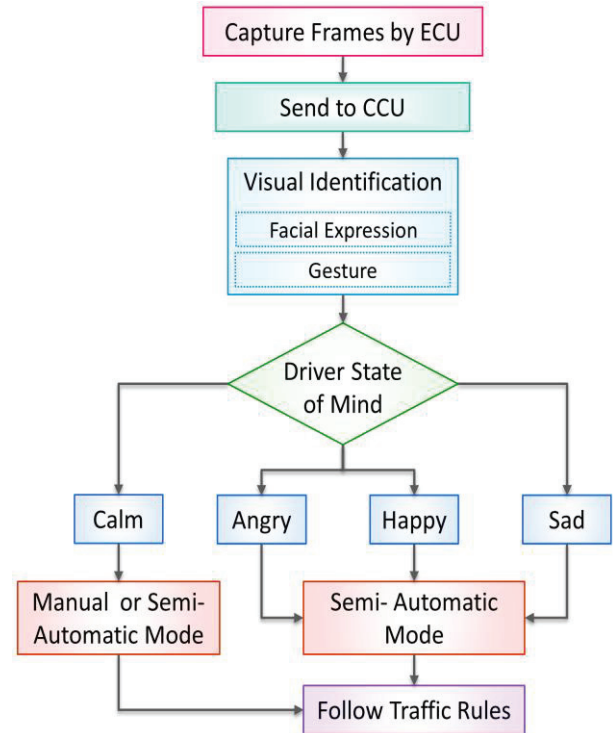 Capture Frames by ECU
Send to CCU
Visual Identification
Facial Expression
Gesture
Driver State
of Mind
Calm
Angry
Happy
Sad
Manual or Semi-
Automatic Mode
Semi- Automatic
Mode
Follow Traffic Rules